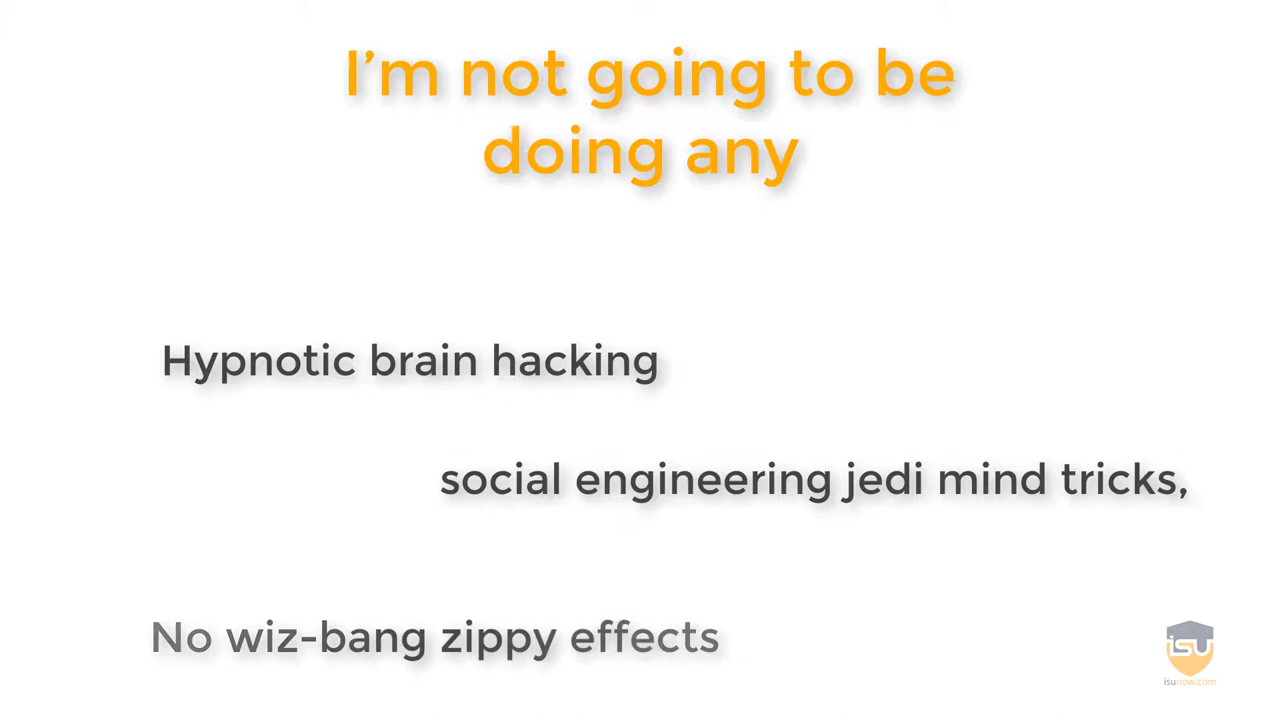 I’m not going to be
doing any
Hypnotic brain hacking
social engineering jedi mind tricks,
No wiz-bang zippy effects
isu
isunow.com